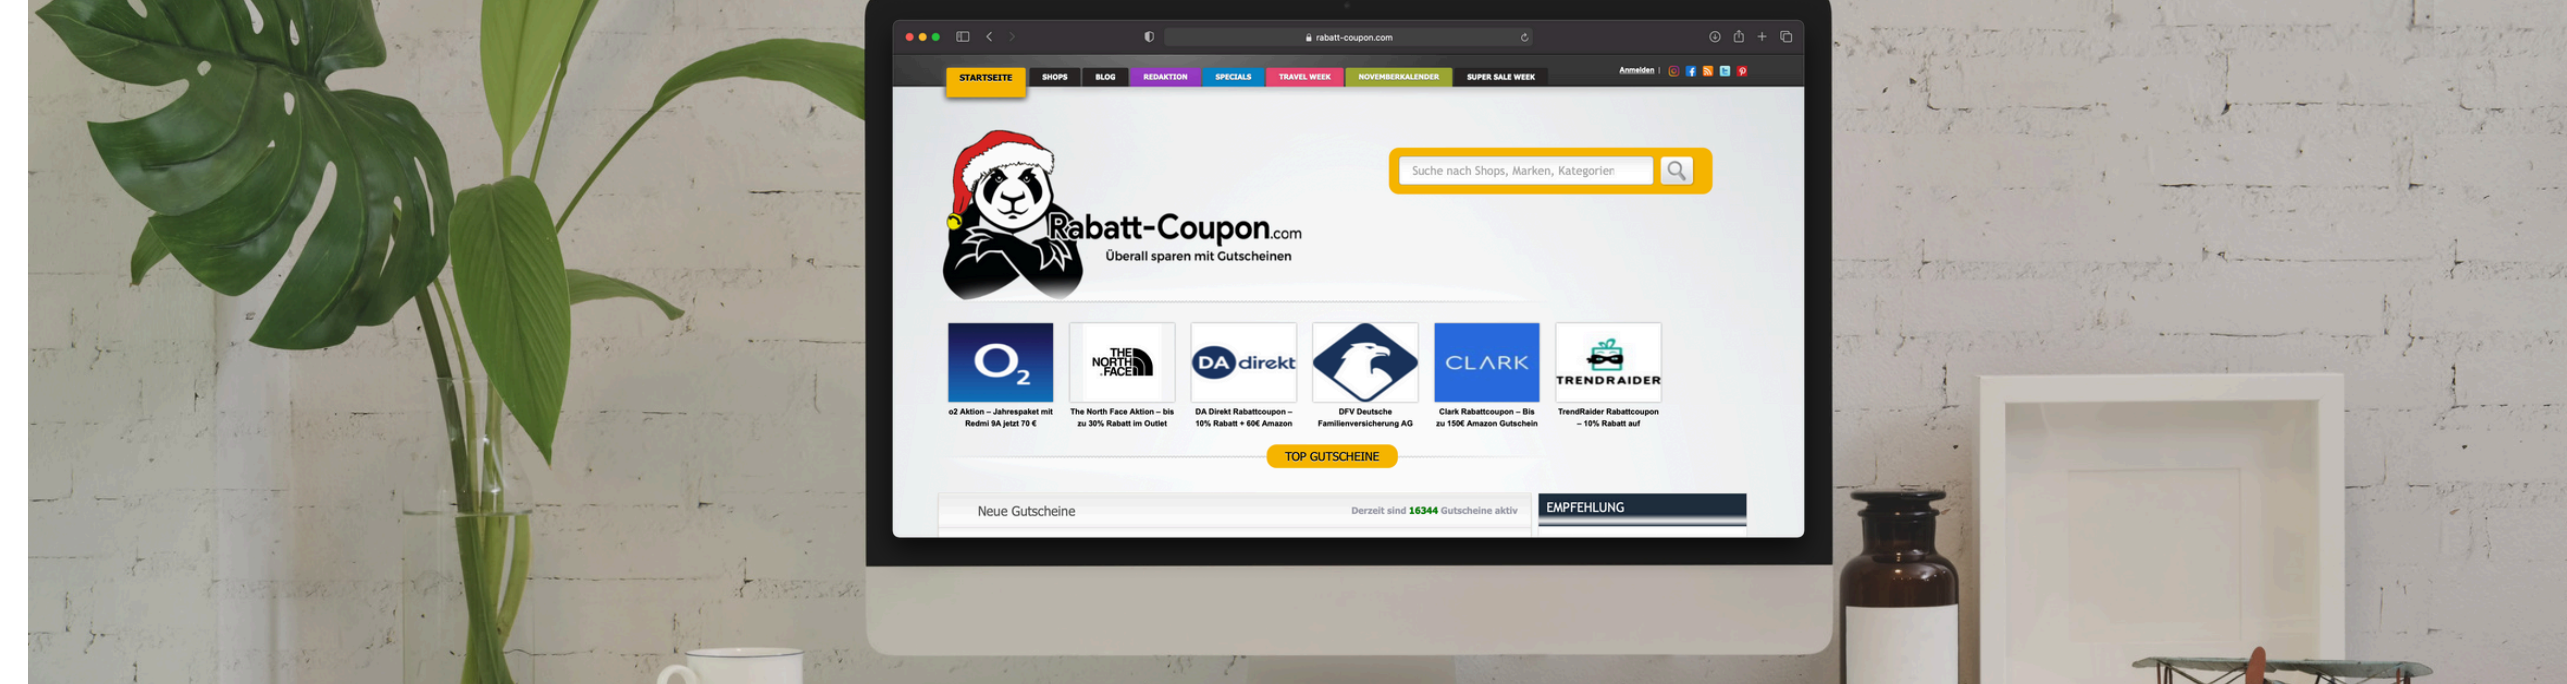 rabatt-coupon.com
STARTSEITE
SHOPS
BLOG
REDAKTION
SPECIALS
TRAVEL WEEK
NOVEMBERKALENDER
SUPER SALE WEEK
Anmelden |
Suche nach Shops, Marken, Kategorien
Rabatt-Coupon.com
Überall sparen mit Gutscheinen
O2
THE
NORTH
FACE
DA direkt
CLARK
TRENDRAIDER
o2 Aktion – Jahrespaket mit
Redmi 9A jetzt 70 €
The North Face Aktion – bis
zu 30% Rabatt im Outlet
DA Direkt Rabattcoupon –
10% Rabatt + 60€ Amazon
DFV Deutsche
Familienversicherung AG
Clark Rabattcoupon – Bis
zu 150€ Amazon Gutschein
TrendRaider Rabattcoupon
– 10% Rabatt auf
TOP GUTSCHEINE
Neue Gutscheine
Derzeit sind 16344 Gutscheine aktiv
EMPFEHLUNG